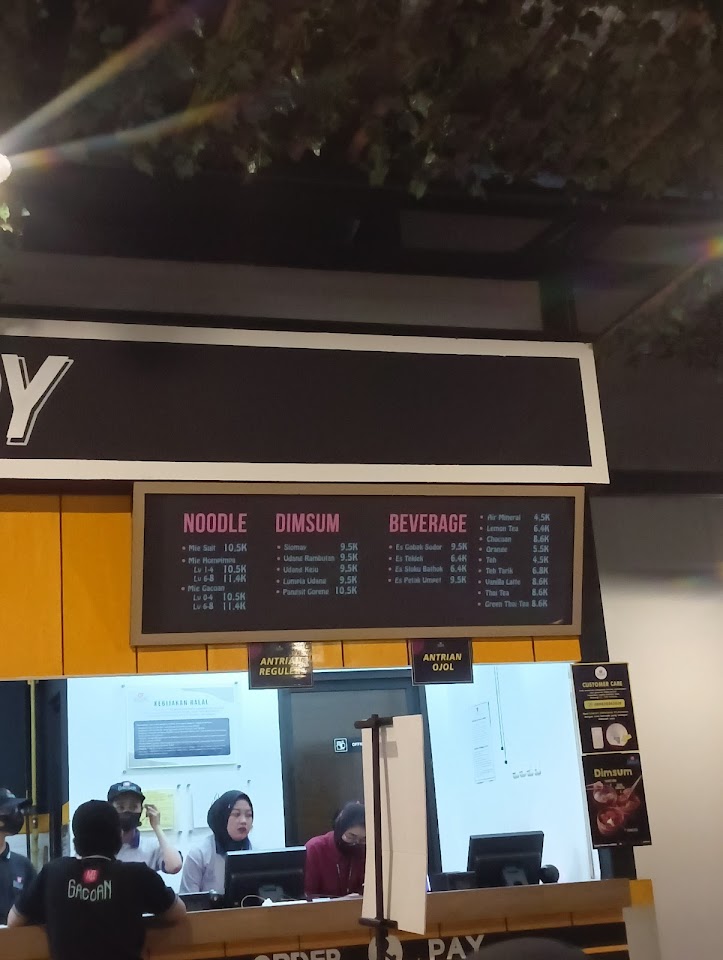 Y
NOODLE
• Mie Suit 10.5K
• Mie Hompimpa
Lv 1-4 10.5K
Lv 6-8 11.4K
• Mie Gacoan
Lv 0-4 10.5K
Lv 6-8 11.4K
DIMSUM
• Siomay 9.5K
• Udang Rambutan 9.5K
• Udang Keju 9.5K
• Lumpia Udang 9.5K
• Pangsit Goreng 10.5K
BEVERAGE
• Es Gobak Sodor 9.5K
• Es Teklek 6.4K
• Es Sluku Bathok 6.4K
• Es Petak Umpet 9.5K
• Air Mineral 4.5K
• Lemon Tea 6.4K
• Chocoan 8.6K
• Orange 5.5K
• Teh 4.5K
• Teh Tarik 6.8K
• Vanilla Latte 8.6K
• Thai Tea 8.6K
• Green Thai Tea 8.6K
ANTRIAN
REGULER
ANTRIAN
OJOL
KEBIJAKAN HALAL
CUSTOMER CARE
Dimsum
GACOAN
ORDER
PAY